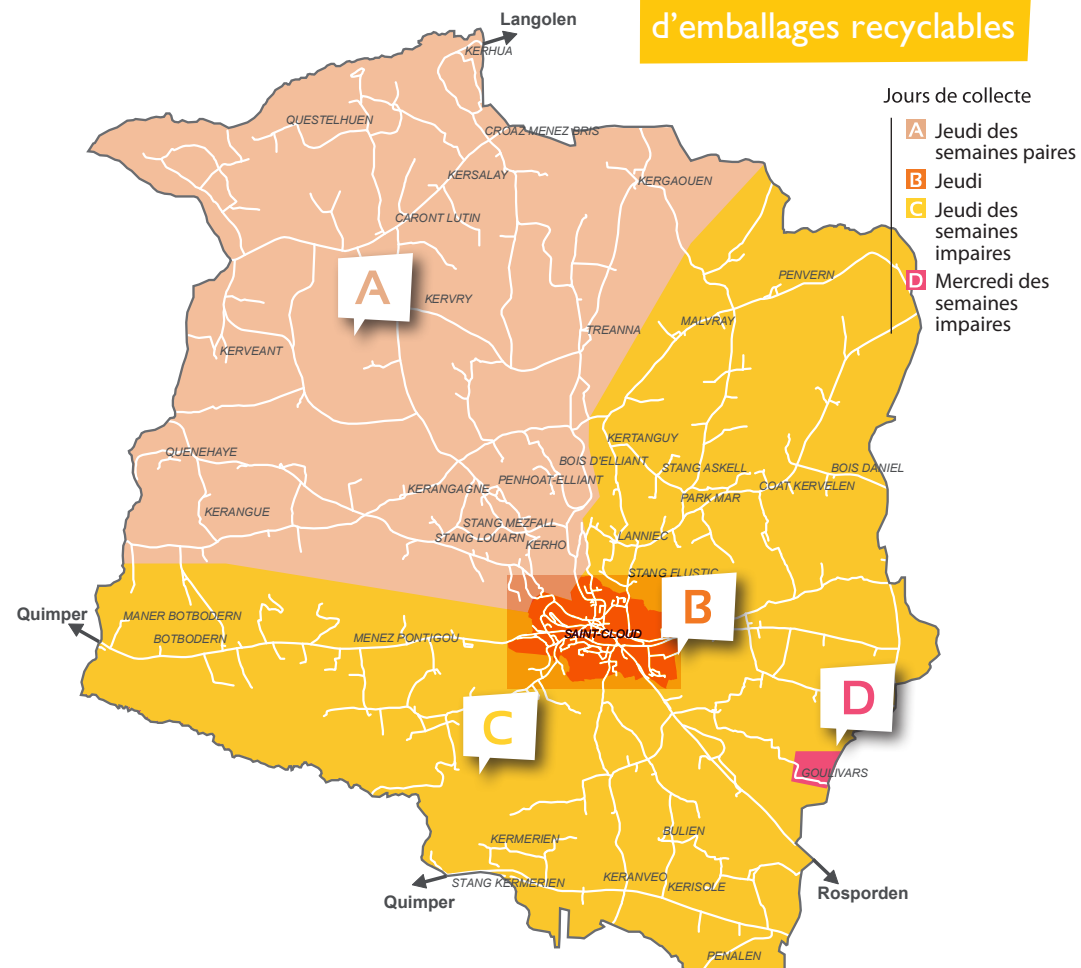 d'emballages recyclables
Langolen
KERHUA
Jours de collecte
A Jeudi des
semaines paires
B Jeudi
C Jeudi des
semaines
impaires
D Mercredi des
semaines
impaires
QUESTELHUEN
CROAZ MENEZ BRIS
KERSALAY
KERGAOUEN
CARONT LUTIN
PENVERN
A
KERVRY
MALVRAY
TREANNA
KERVEANT
KERTANGUY
QUENEHAYE
BOIS D'ELLIANT
STANG ASKELL
BOIS DANIEL
PENHOAT-ELLIANT
COAT KERVELEN
KERANGAGNE
PARK MAR
KERANGUE
STANG MEZFALL
STANG LOUARN
LANNIEC
KERHO
STANG FLUSTIC
B
Quimper
MANER BOTBODERN
SAINT-CLOUD
BOTBODERN
MENEZ PONTIGOU
D
C
GOULIVARS
BULIEN
KERMERIEN
KERANVEO
STANG KERMERIEN
KERISOLE
Rosporden
Quimper
PENALEN